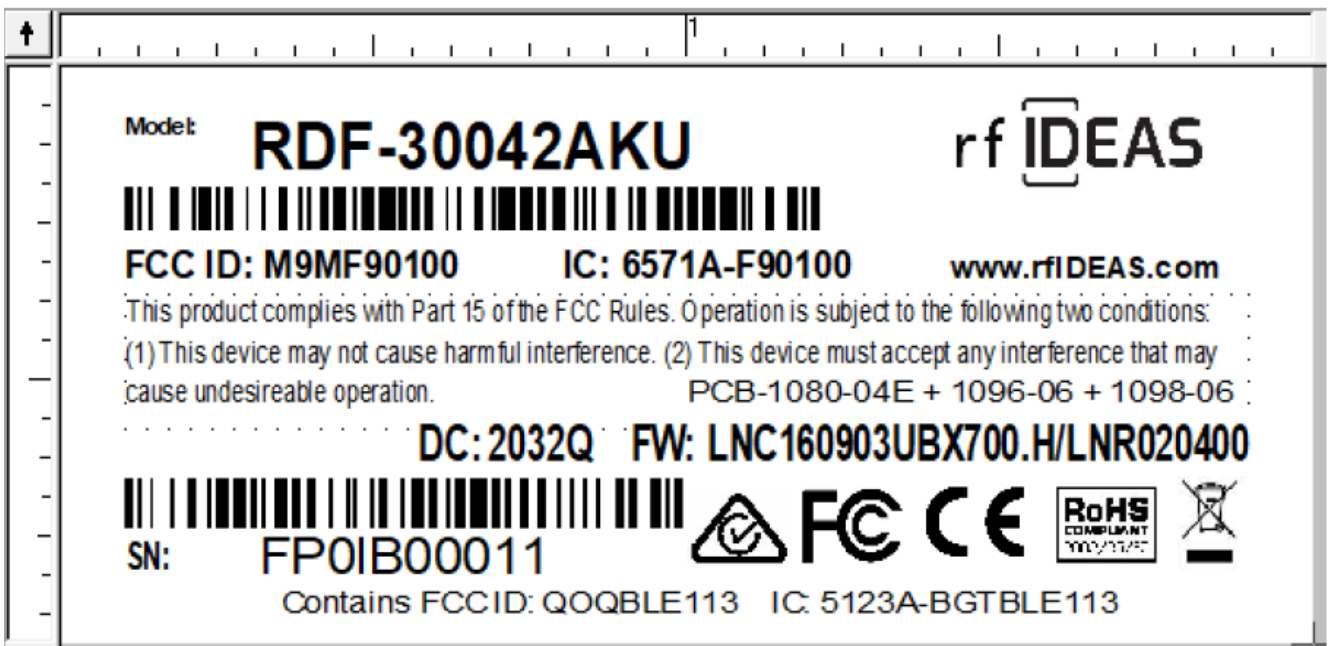 1
Model: RDF-30042AKU
rf IDEAS
FCC ID: M9MF90100 IC: 6571A-F90100 www.rfIDEAS.com
This product complies with Part 15 of the FCC Rules. Operation is subject to the following two conditions:
(1) This device may not cause harmful interference. (2) This device must accept any interference that may
cause undesireable operation. PCB-1080-04E + 1096-06 + 1098-06
DC: 2032Q FW: LNC160903UBX700.H/LNR020400
FC CE RoHS
COMPLIANT
SN: FP0IB00011
Contains FCCID: QOQBLE113 IC: 5123A-BGTBLE113